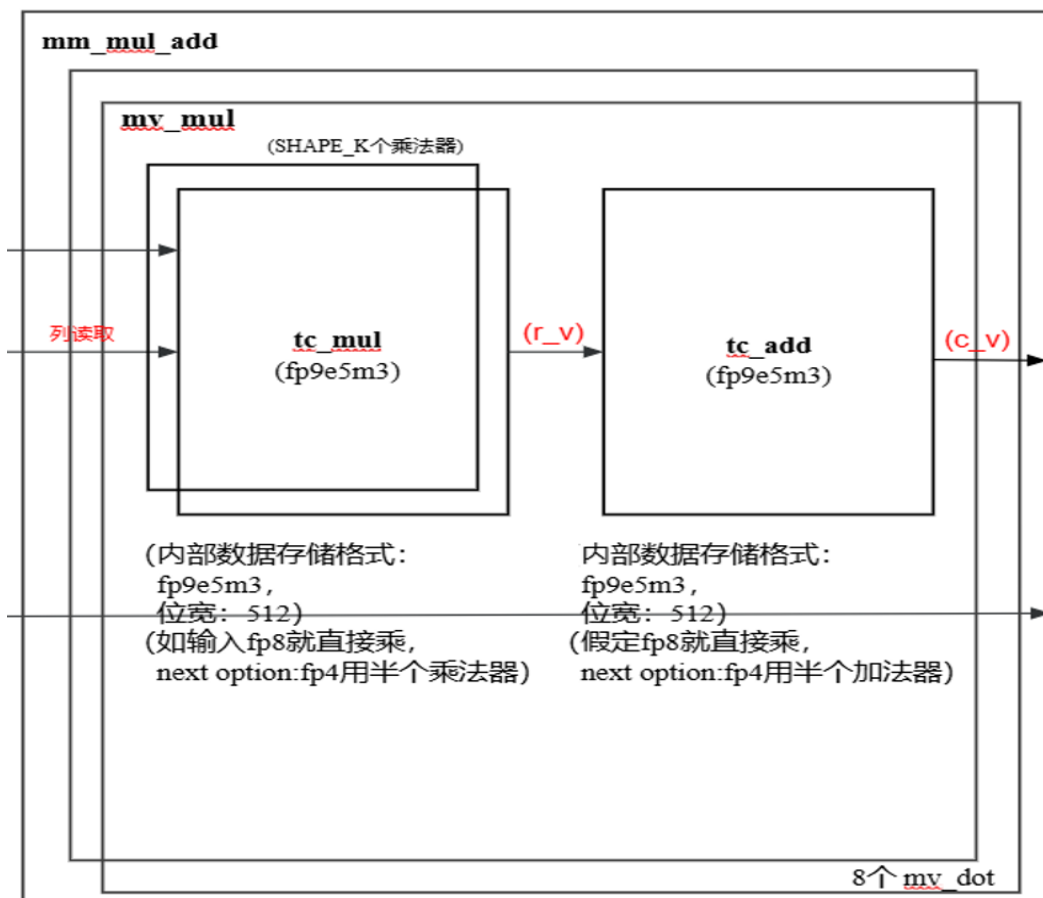 mm_mul_add
mv_mul
(SHAPE_K个乘法器)
列读取
tc_mul
(fp9e5m3)
(r_v)
tc_add
(fp9e5m3)
(c_v)
(内部数据存储格式：
fp9e5m3，
位宽：512)
(如输入fp8就直接乘，
next option:fp4用半个乘法器)
内部数据存储格式：
fp9e5m3，
位宽：512)
(假定fp8就直接乘，
next option:fp4用半个加法器)
8个 mv_dot